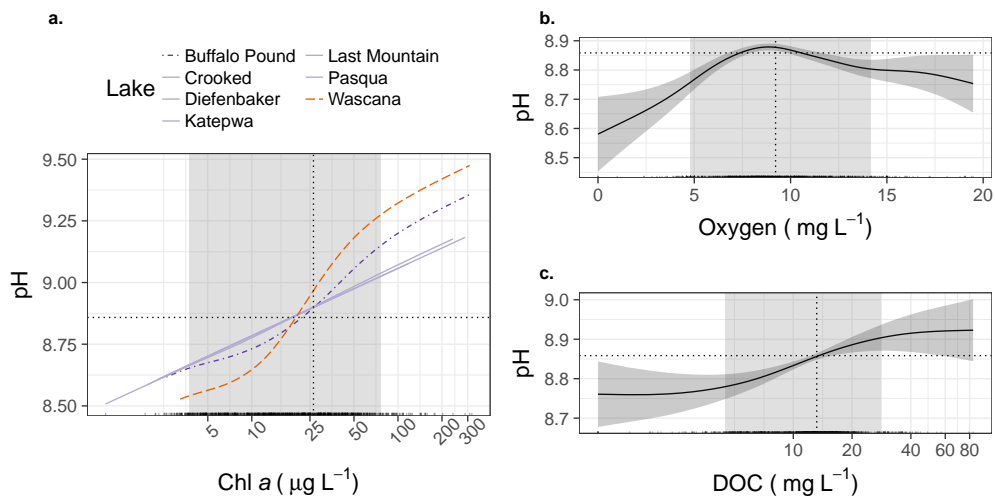 a.
Lake
Buffalo Pound
Crooked
Diefenbaker
Katepwa
Last Mountain
Pasqua
Wascana
pH
9.50
9.25
9.00
8.75
8.50
5 10 25 50 100 200 300
Chl a ( μg L−1)
b.
pH
8.9
8.8
8.7
8.6
8.5
0 5 10 15 20
Oxygen ( mg L−1)
c.
pH
9.0
8.9
8.8
8.7
10 20 40 60 80
DOC ( mg L−1)